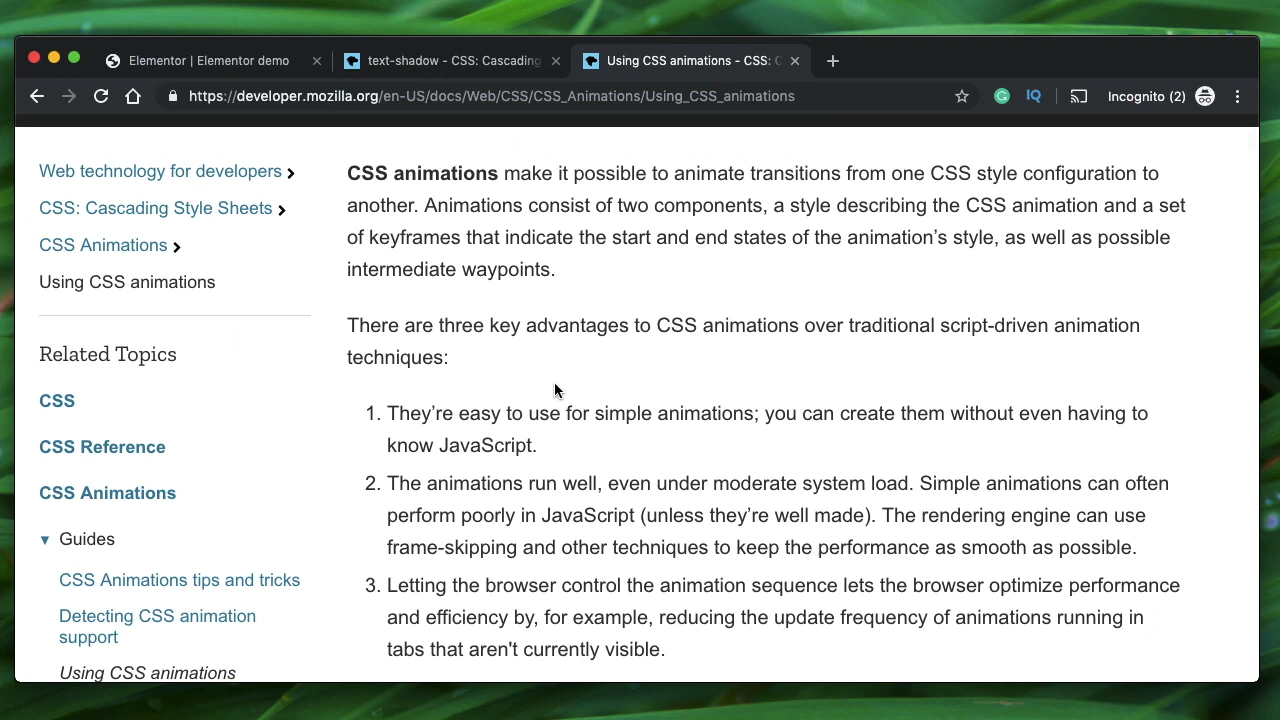 Elementor | Elementor demo
text-shadow - CSS: Cascading
Using CSS animations - CSS: C
https://developer.mozilla.org/en-US/docs/Web/CSS/CSS_Animations/Using_CSS_animations
IQ
Incognito (2)
Web technology for developers
CSS: Cascading Style Sheets
CSS Animations
Using CSS animations
Related Topics
CSS
CSS Reference
CSS Animations
Guides
CSS Animations tips and tricks
Detecting CSS animation
support
Using CSS animations
CSS animations make it possible to animate transitions from one CSS style configuration to
another. Animations consist of two components, a style describing the CSS animation and a set
of keyframes that indicate the start and end states of the animation’s style, as well as possible
intermediate waypoints.
There are three key advantages to CSS animations over traditional script-driven animation
techniques:
1. They’re easy to use for simple animations; you can create them without even having to
know JavaScript.
2. The animations run well, even under moderate system load. Simple animations can often
perform poorly in JavaScript (unless they’re well made). The rendering engine can use
frame-skipping and other techniques to keep the performance as smooth as possible.
3. Letting the browser control the animation sequence lets the browser optimize performance
and efficiency by, for example, reducing the update frequency of animations running in
tabs that aren't currently visible.